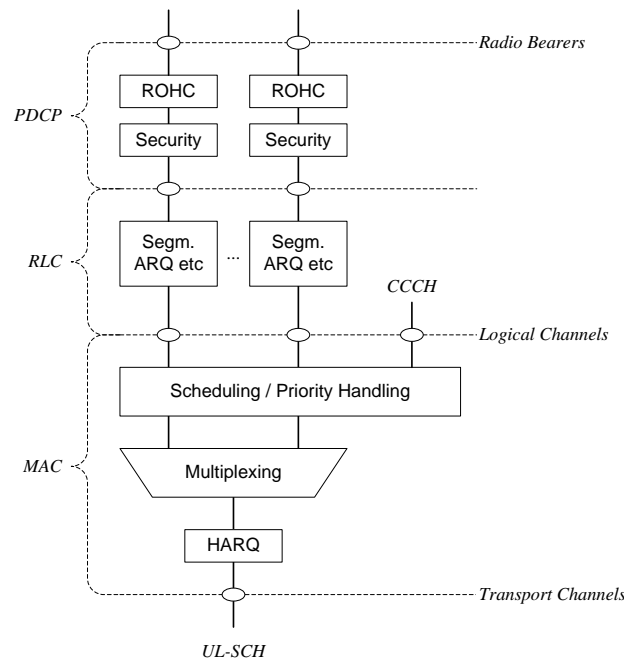 Radio Bearers
ROHC ROHC
PDCP
Security Security
Segm. ARQ etc ... Segm. ARQ etc
RLC
CCCH
Logical Channels
Scheduling / Priority Handling
MAC
Multiplexing
HARQ
Transport Channels
UL-SCH